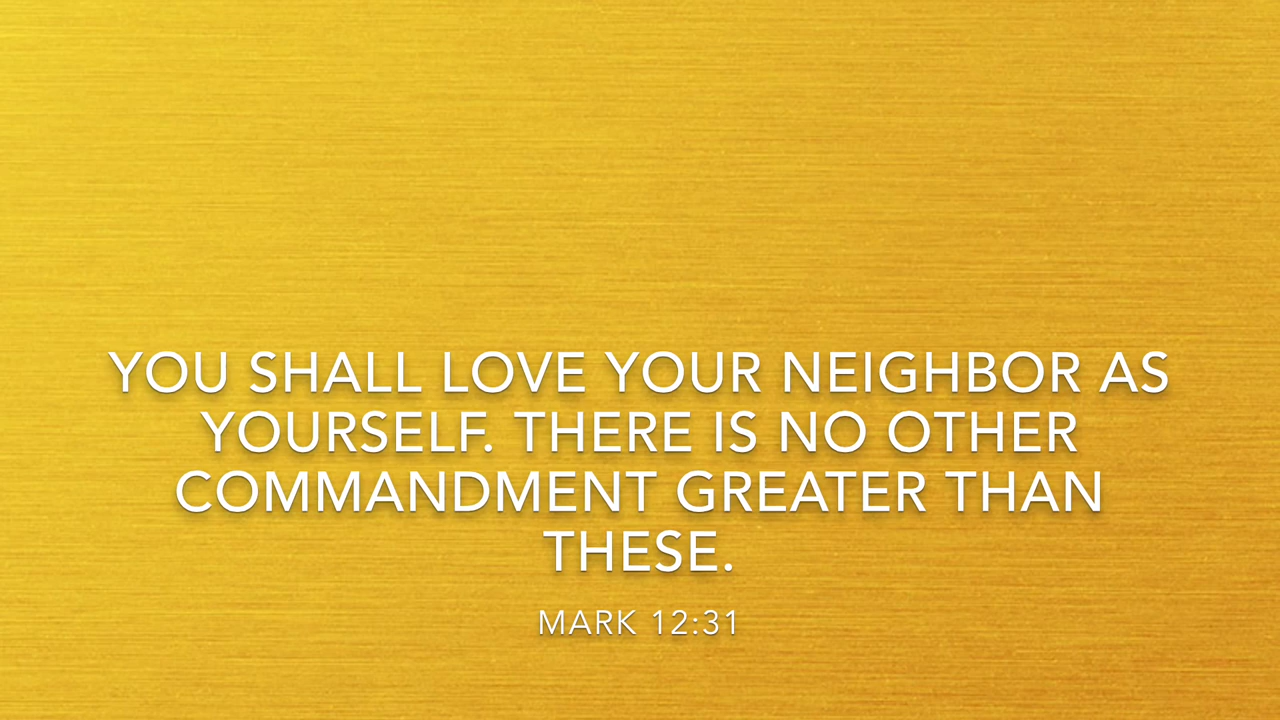 YOU SHALL LOVE YOUR NEIGHBOR AS
YOURSELF. THERE IS NO OTHER
COMMANDMENT GREATER THAN
THESE.
MARK 12:31